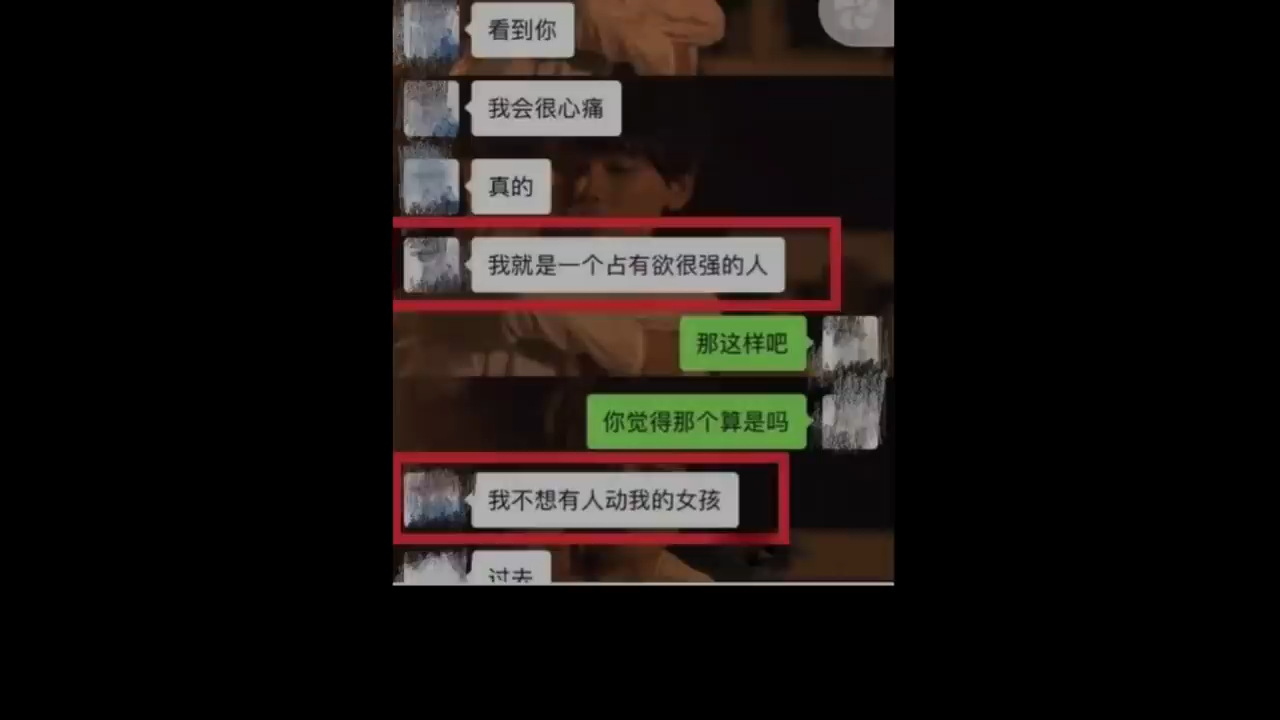 看到你
我会很心痛
真的
我就是一个占有欲很强的人
那这样吧
你觉得那个算是吗
我不想有人动我的女孩
过去